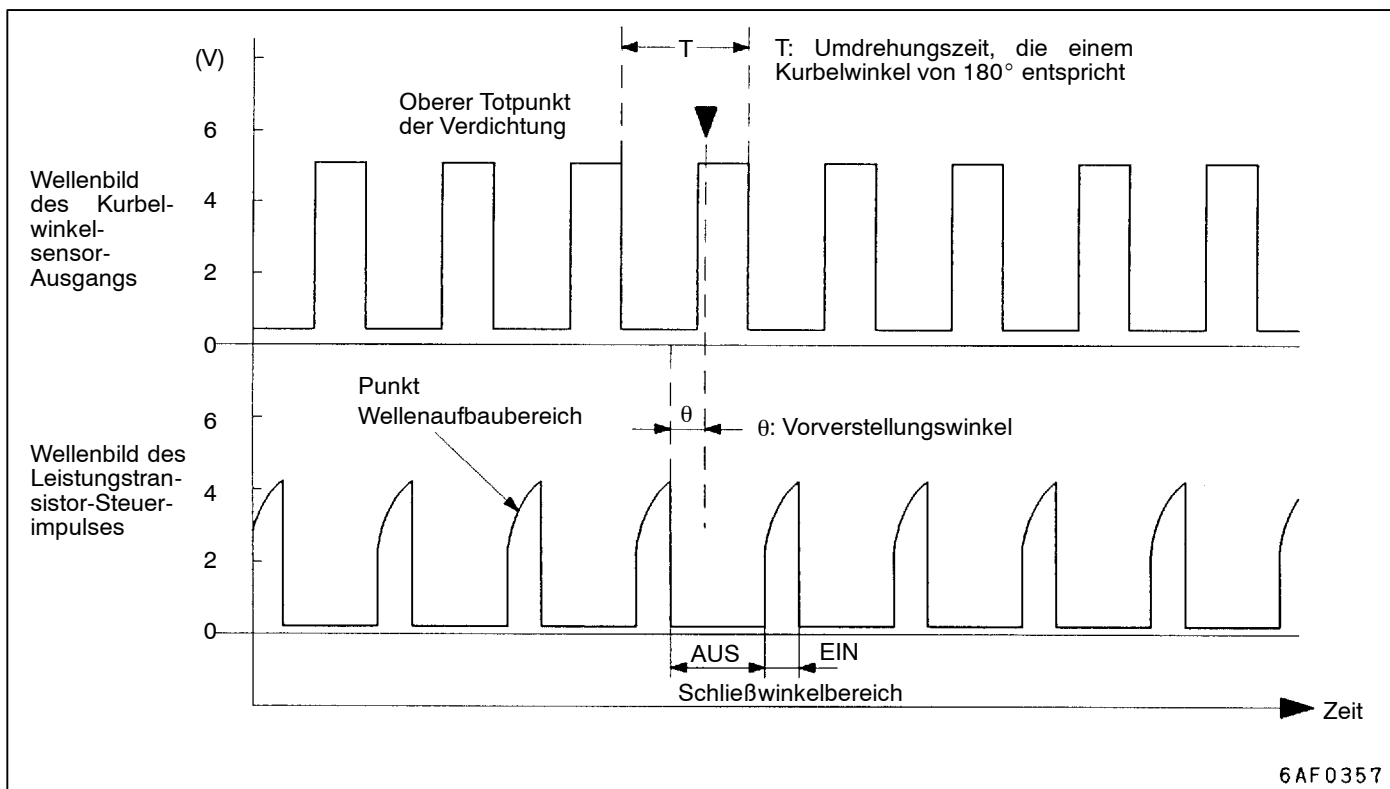 (V)
T
T: Umdrehungszeit, die einem
Kurbelwinkel von 180° entspricht
Oberer Totpunkt
der Verdichtung
6
4
2
0
Wellenbild
des Kurbel-
winkel-
sensor-
Ausgangs
Punkt
Wellenaufbaubereich
θ
θ: Vorverstellungswinkel
6
4
2
0
Wellenbild des
Leistungstran-
sistor-Steuer-
impulses
AUS
EIN
Schließwinkelbereich
Zeit
6AF0357